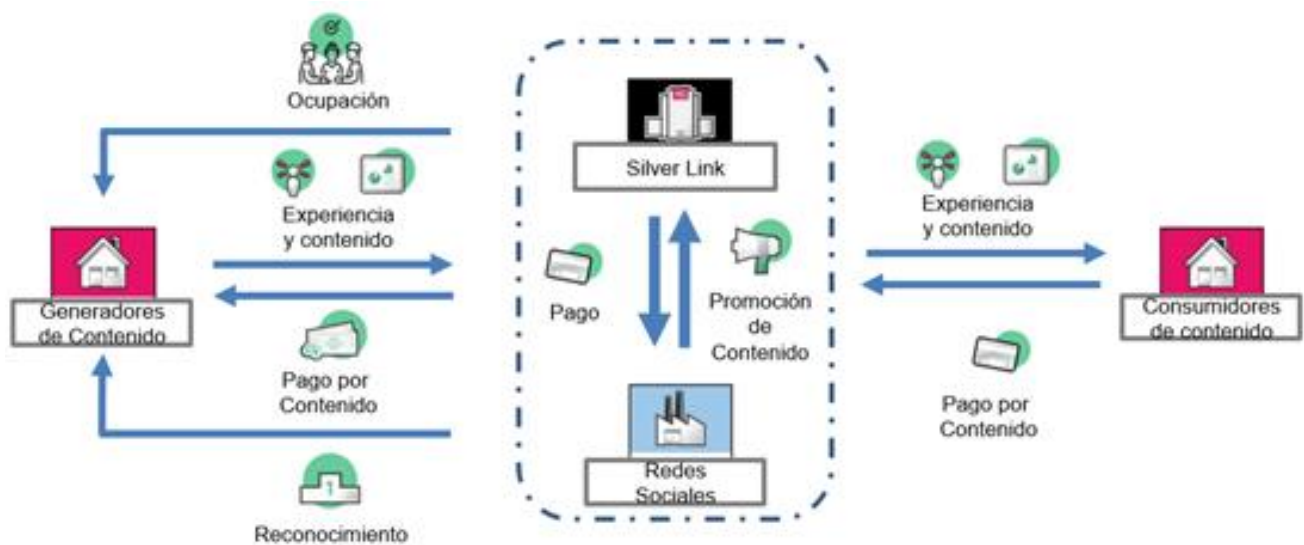 Ocupación
Experiencia
y contenido
Generadores
de Contenido
Pago por
Contenido
1
Reconocimiento
Silver Link
Pago
Promoción
de
Contenido
Redes
Sociales
Experiencia
y contenido
Consumidores
de contenido
Pago por
Contenido